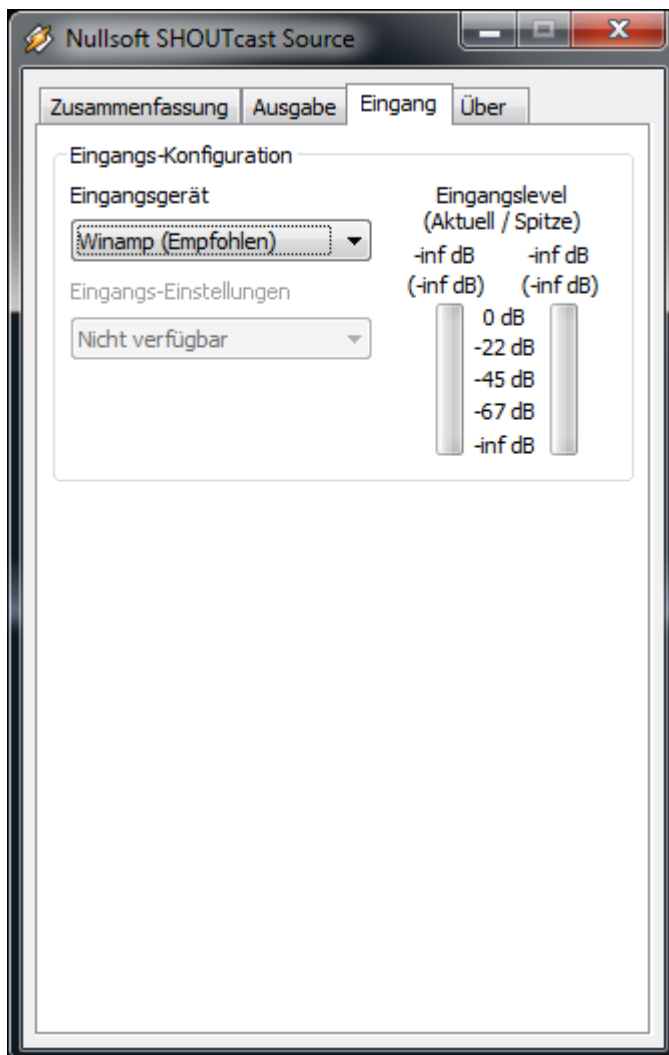 Nullsoft SHOUTcast Source
Zusammenfassung Ausgabe Eingang Über
Eingangs-Konfiguration
Eingangsgerät
Winamp (Empfohlen)
Eingangs-Einstellungen
Nicht verfügbar
Eingangslevel
(Aktuell / Spitze)
-inf dB -inf dB
(-inf dB) (-inf dB)
0 dB
-22 dB
-45 dB
-67 dB
-inf dB